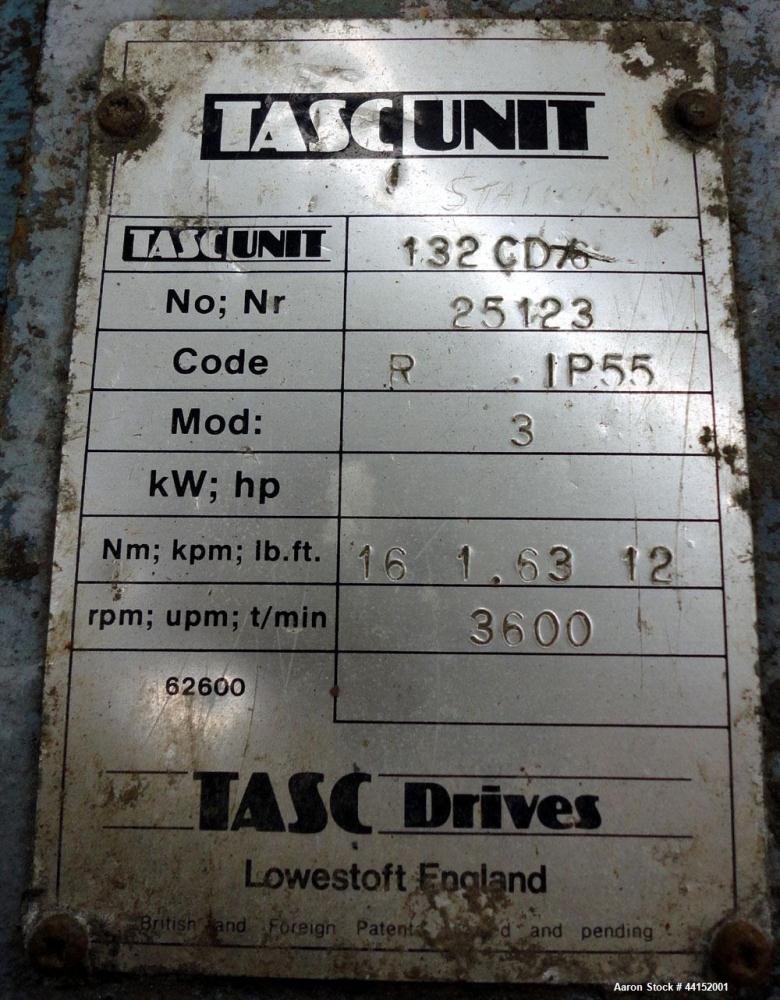 TASC UNIT
TASC UNIT 132 CD
No; Nr 25123
Code R . IP55
Mod: 3
kW; hp
Nm; kpm; lb.ft. 16 1.63 12
rpm; upm; t/min 3600
62600
TASC Drives
Lowestoft England
British and Foreign and pending
Aaron Stock # 44152001